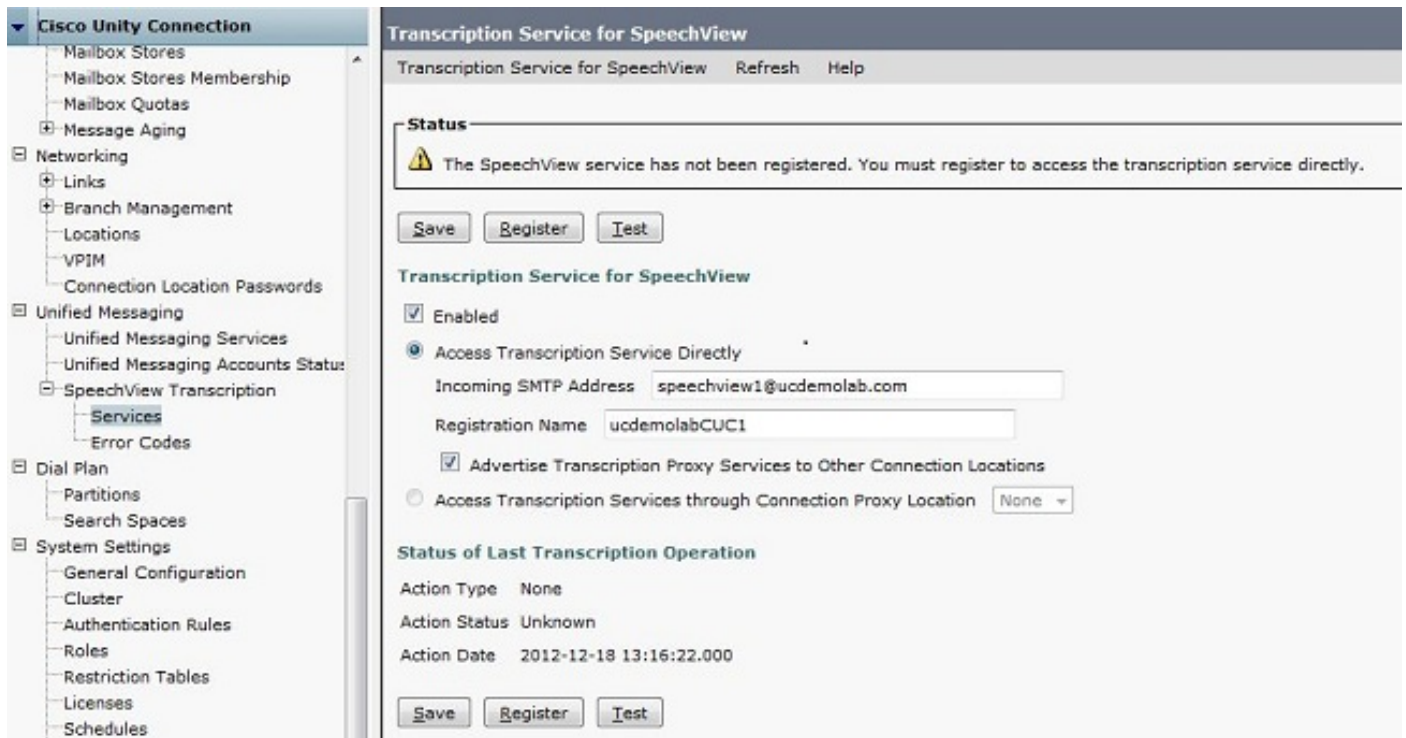 Cisco Unity Connection
Mailbox Stores
Mailbox Stores Membership
Mailbox Quotas
Message Aging
Networking
Links
Branch Management
Locations
VPIM
Connection Location Passwords
Unified Messaging
Unified Messaging Services
Unified Messaging Accounts Status
SpeechView Transcription
Services
Error Codes
Dial Plan
Partitions
Search Spaces
System Settings
General Configuration
Cluster
Authentication Rules
Roles
Restriction Tables
Licenses
Schedules
Transcription Service for SpeechView
Transcription Service for SpeechView Refresh Help
Status
The SpeechView service has not been registered. You must register to access the transcription service directly.
Save Register Test
Transcription Service for SpeechView
Enabled
Access Transcription Service Directly
Incoming SMTP Address speechview1@ucdemolab.com
Registration Name ucdemolabCUC1
Advertise Transcription Proxy Services to Other Connection Locations
Access Transcription Services through Connection Proxy Location None
Status of Last Transcription Operation
Action Type None
Action Status Unknown
Action Date 2012-12-18 13:16:22.000
Save Register Test